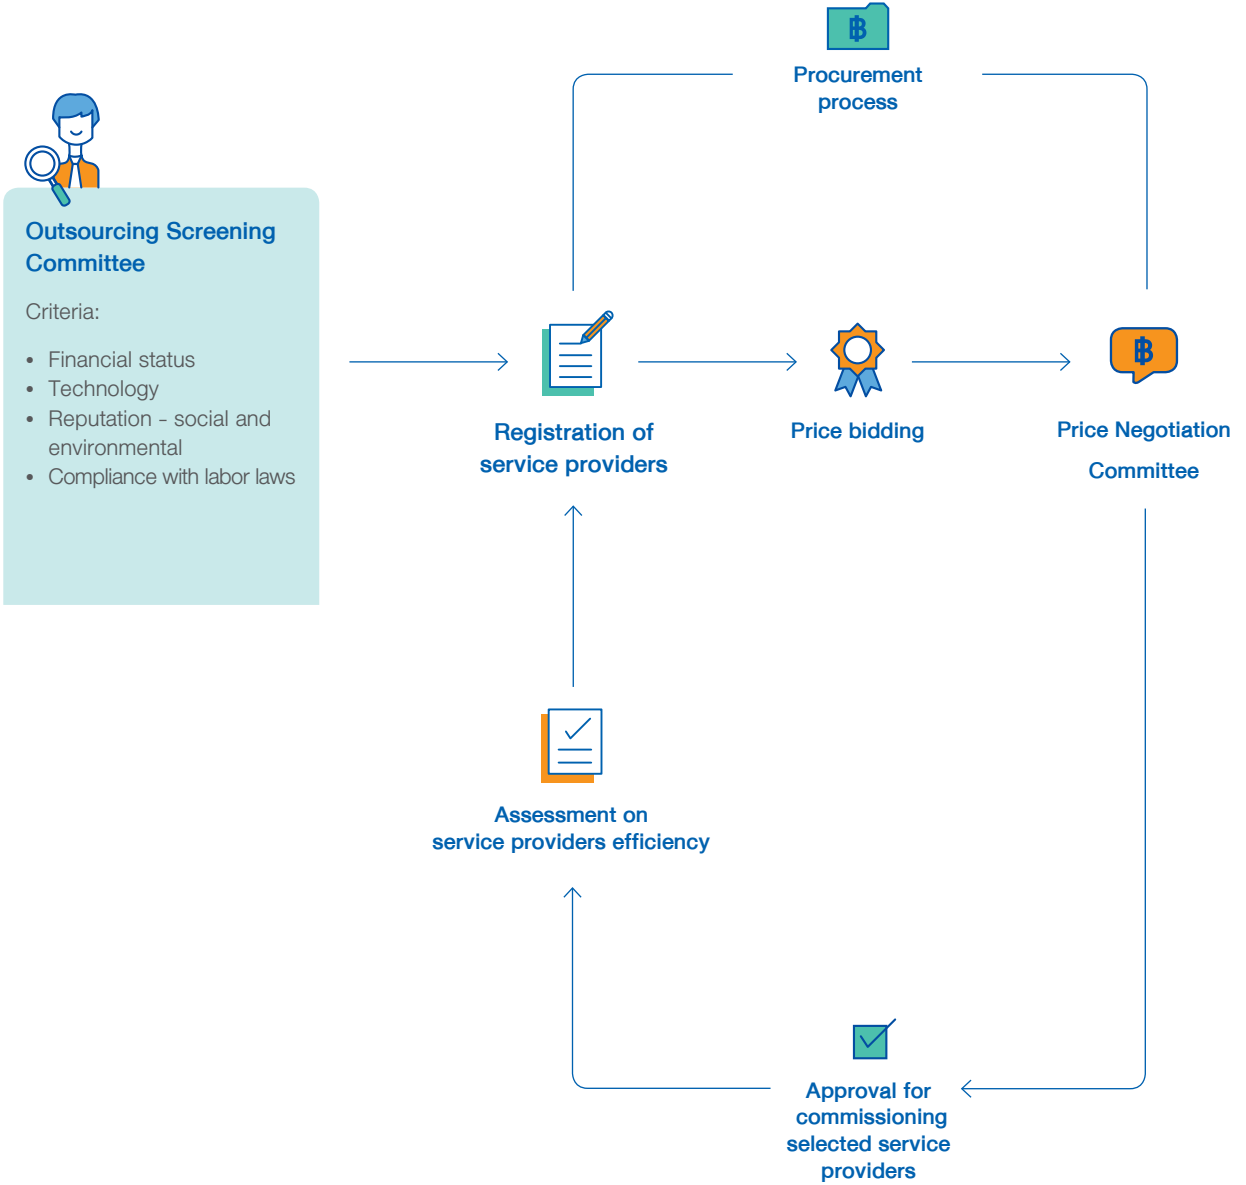 ฿
Procurement
process
Outsourcing Screening
Committee
Criteria:
• Financial status
• Technology
• Reputation - social and
environmental
• Compliance with labor laws
Registration of
service providers
Price bidding
฿
Price Negotiation
Committee
Assessment on
service providers efficiency
Approval for
commissioning
selected service
providers